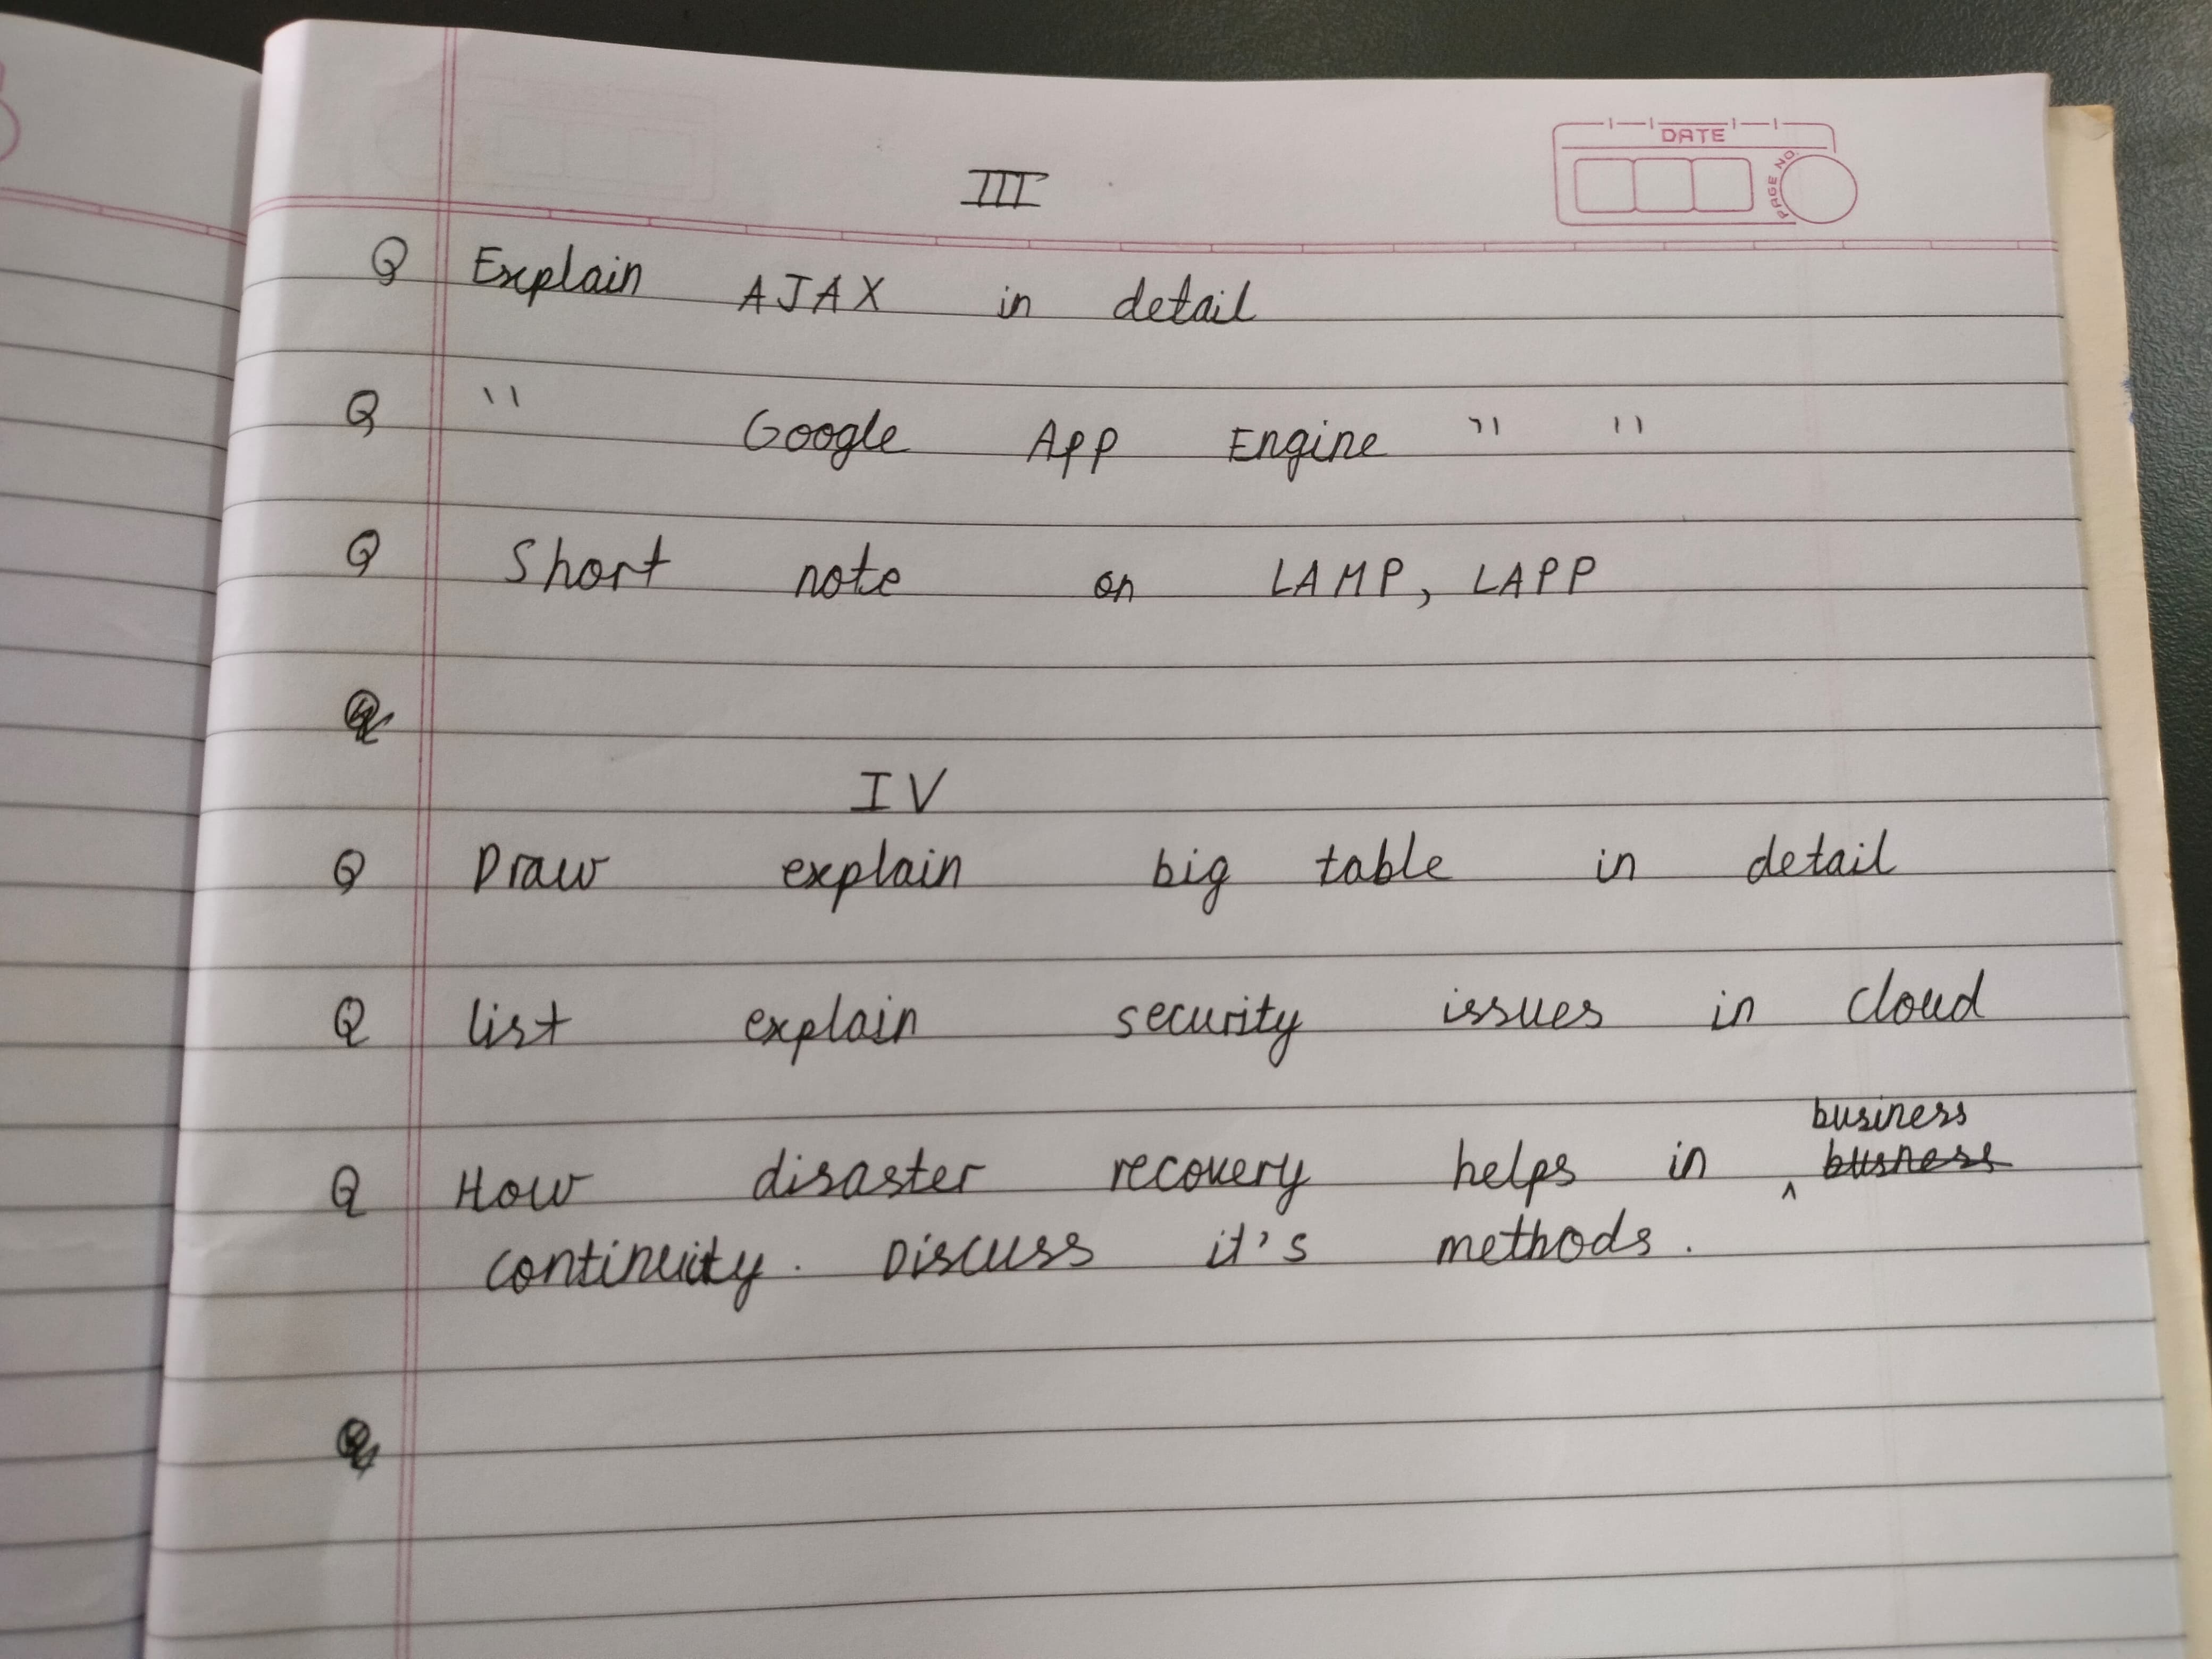 DATE
PAGE NO.
III
Q Explain AJAX in detail
Q " Google App Engine " "
Q Short note on LAMP, LAPP
Q
IV
Q Draw explain big table in detail
Q list explain security issues in cloud
business
Q How disaster recovery helps in ^ busness
continuity. Discuss it's methods.
Q